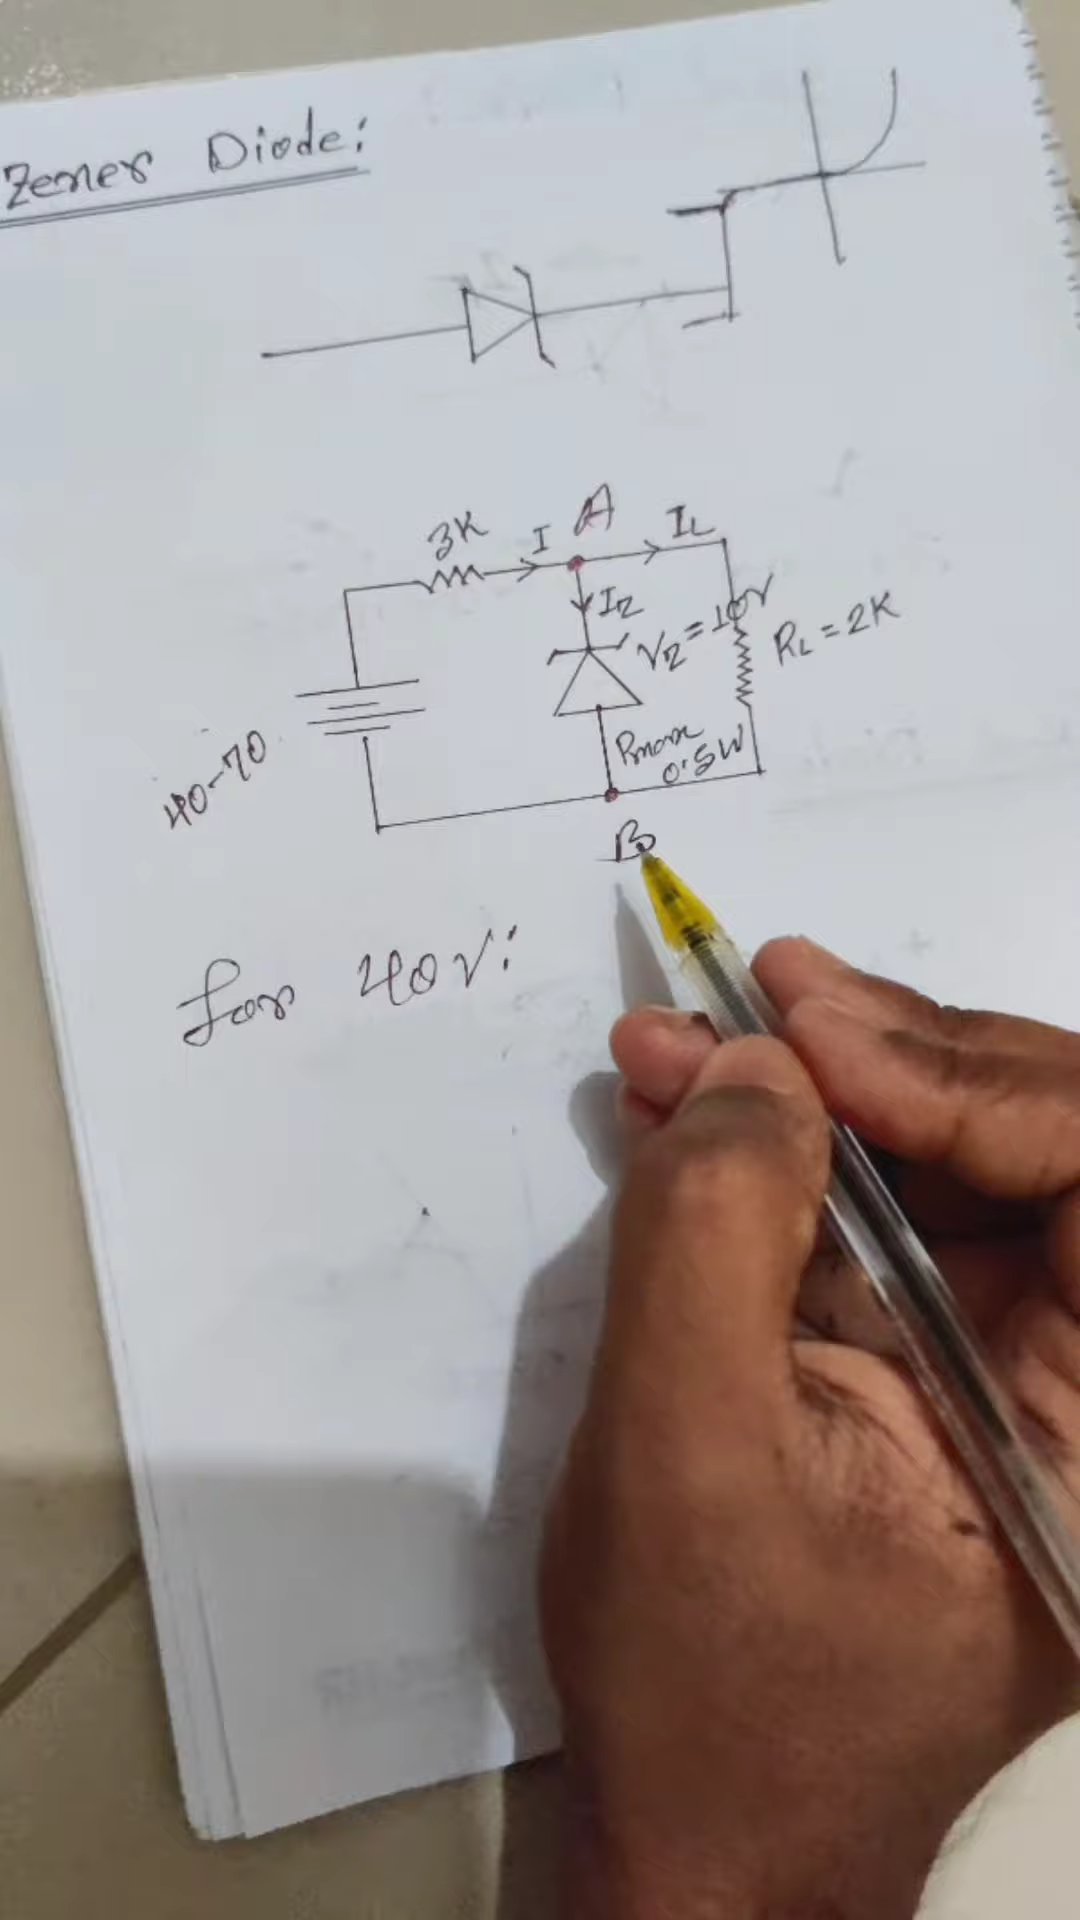 Zener Diode:
3K
I
A
IL
IZ
VZ=10V
RL=2K
Pmax
0.5W
40-70
B
for 40V: